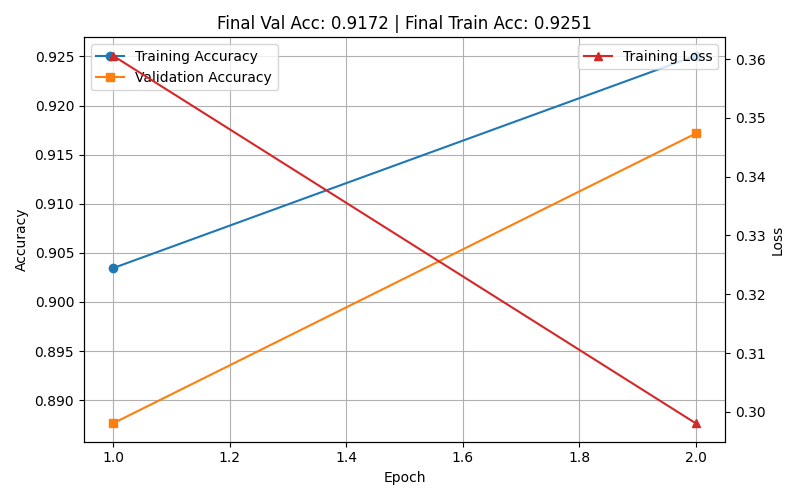 Final Val Acc: 0.9172 | Final Train Acc: 0.9251
Training Accuracy
Validation Accuracy
Training Loss
0.925
0.920
0.915
0.910
0.905
0.900
0.895
0.890
Accuracy
0.36
0.35
0.34
0.33
0.32
0.31
0.30
Loss
1.0 1.2 1.4 1.6 1.8 2.0
Epoch